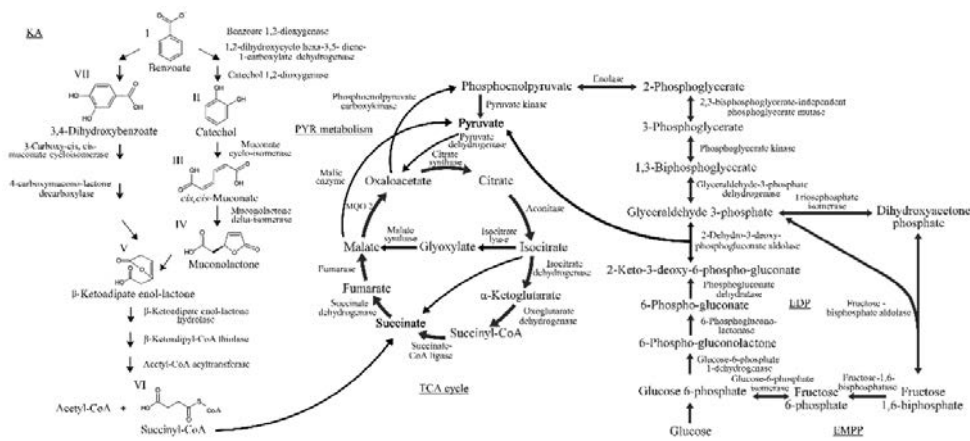 KA
I
Benzoate
Benzoate 1,2-dioxygenase
1,2-dihydroxycyclo hexa-3,5- diene-
1-carboxylate dehydrogenase
Catechol 1,2-dioxygenase
VII
3,4-Dihydroxybenzoate
3-Carboxy-cis, cis-
muconate cycloisomerase
4-carboxymucono-lactone
decarboxylase
II
Catechol
Muconate
cyclo-isomerase
III
cis,cis-Muconate
Muconolactone
delta-isomerase
IV
Muconolactone
V
β-Ketodipate enol-lactone
β-Ketodipate enol-lactone
hydrolase
β-Ketodipyl-CoA thiolase
Acetyl-CoA acyltransferase
VI
Acetyl-CoA +
Succinyl-CoA
PYR metabolism
Phosphoenolpyruvate
Phosphoenolpyruvate
carboxykinase
Pyruvate kinase
Pyruvate
Pyruvate
dehydrogenase
Malic
enzyme
Citrate
synthase
Oxaloacetate
Citrate
MQO 2
Aconitase
Malate
Malate
synthase
Glyoxylate
Isocitrate
lyase
Isocitrate
Isocitrate
dehydrogenase
Fumarase
Fumarate
α-Ketoglutarate
Succinate
dehydrogenase
Oxoglutarate
dehydrogenase
Succinate
Succinyl-CoA
Succinate-
CoA ligase
TCA cycle
Enolase
2-Phosphoglycerate
2,3-bisphosphoglycerate-independent
phosphoglycerate mutase
3-Phosphoglycerate
Phosphoglycerate kinase
1,3-Biphosphoglycerate
Glyceraldehyde-3-phosphate
dehydrogenase
Glyceraldehyde 3-phosphate
Triosephosphate
isomerase
Dihydroxyacetone
phosphate
2-Dehydro-3-deoxy-
phosphogluconate aldolase
2-Keto-3-deoxy-6-phospho-gluconate
Phosphogluconate
dehydratase
EDP
6-Phospho-gluconate
6-Phosphoglucono-
lactonase
Fructose -
bisphosphate aldolase
6-Phospho-gluconolactone
Glucose-6-phosphate
1-dehydrogenase
Glucose 6-phosphate
Glucose-6-phosphate
isomerase
Fructose
6-phosphate
Fructose-1,6-
bisphosphatase
Fructose
1,6-biphosphate
Glucose
EMPP